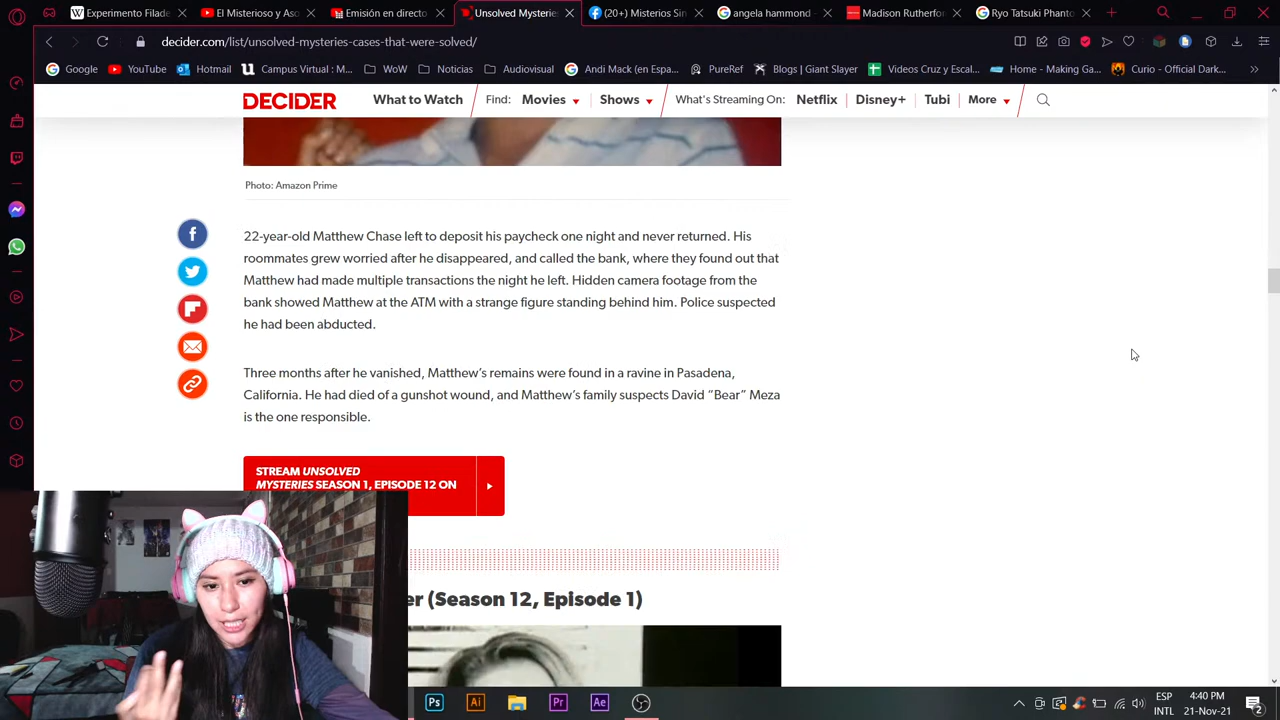 Experimento Filade
El Misterioso y Aso
Emisión en directo
Unsolved Mysterie
(20+) Misterios Sin
angela hammond
Madison Rutherfor
Ryo Tatsuki Phanto
decider.com/list/unsolved-mysteries-cases-that-were-solved/
Google YouTube Hotmail Campus Virtual : M... WoW Noticias Audiovisual Andi Mack (en Espa... PureRef Blogs | Giant Slayer Videos Cruz y Escal... Home - Making Ga... Curio - Official Dark...
DECIDER What to Watch Find: Movies Shows What's Streaming On: Netflix Disney+ Tubi More
Photo: Amazon Prime
22-year-old Matthew Chase left to deposit his paycheck one night and never returned. His
roommates grew worried after he disappeared, and called the bank, where they found out that
Matthew had made multiple transactions the night he left. Hidden camera footage from the
bank showed Matthew at the ATM with a strange figure standing behind him. Police suspected
he had been abducted.
Three months after he vanished, Matthew's remains were found in a ravine in Pasadena,
California. He had died of a gunshot wound, and Matthew's family suspects David “Bear” Meza
is the one responsible.
STREAM UNSOLVED
MYSTERIES SEASON 1, EPISODE 12 ON
er (Season 12, Episode 1)
Ps Ai Pr Ae
ESP
INTL
4:40 PM
21-Nov-21
2